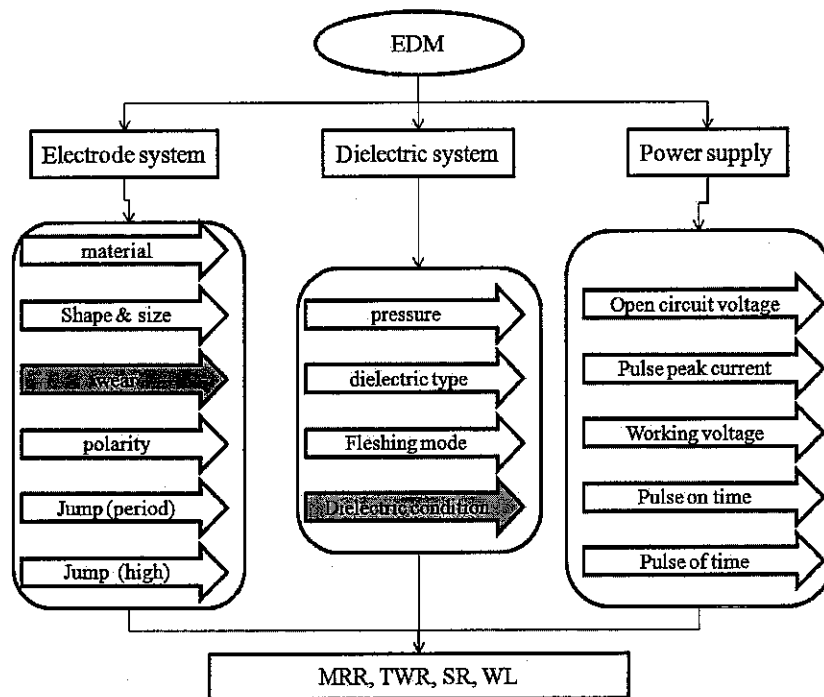 EDM
Electrode system
Dielectric system
Power supply
material
Shape & size
wear
polarity
Jump (period)
Jump (high)
pressure
dielectric type
Fleshing mode
Dielectric condition
Open circuit voltage
Pulse peak current
Working voltage
Pulse on time
Pulse of time
MRR, TWR, SR, WL